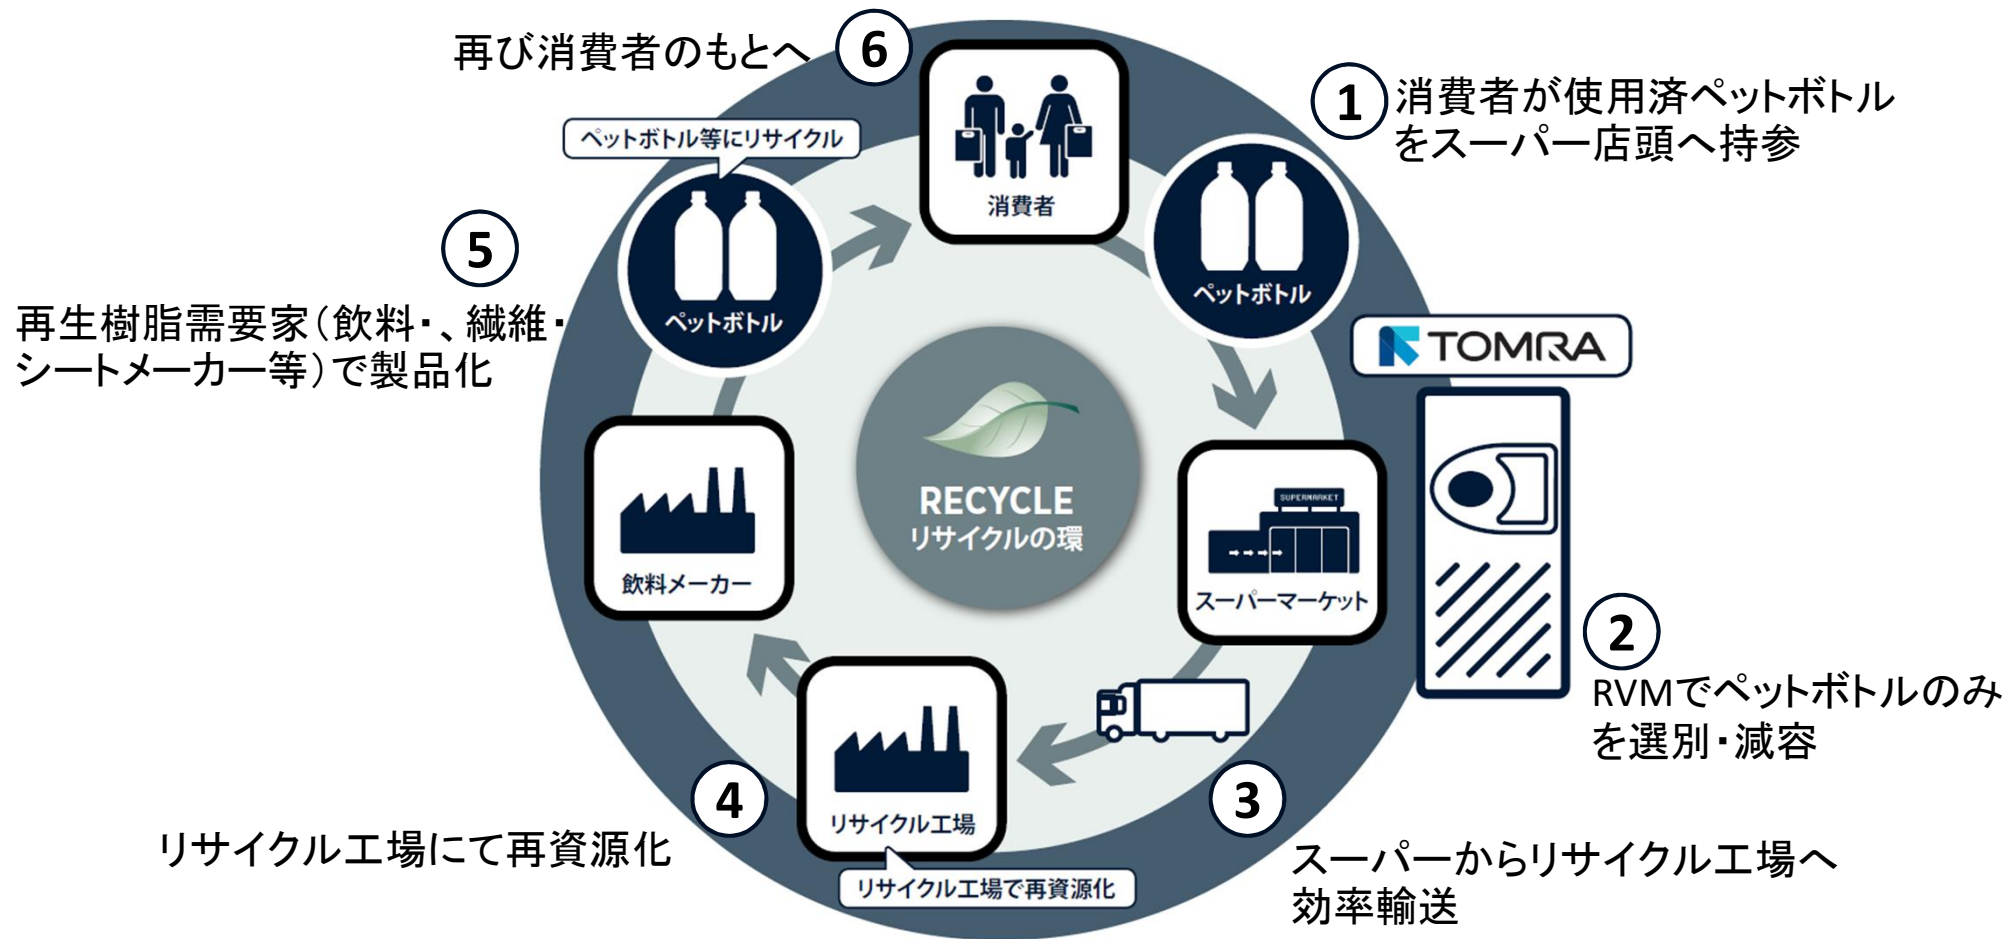 再び消費者のもとへ
6
1
消費者が使用済ペットボトル
をスーパー店頭へ持参
ペットボトル等にリサイクル
消費者
ペットボトル
ペットボトル
5
再生樹脂需要家(飲料・、繊維・
シートメーカー等)で製品化
TOMRA
RECYCLE
リサイクルの環
SUPERMARKET
スーパーマーケット
飲料メーカー
2
RVMでペットボトルのみ
を選別・減容
3
スーパーからリサイクル工場へ
効率輸送
4
リサイクル工場にて再資源化
リサイクル工場
リサイクル工場で再資源化